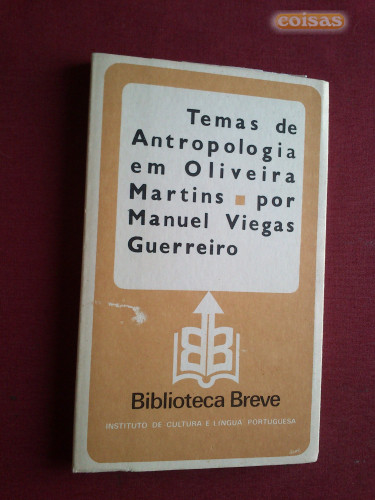 coisas
Temas de
Antropologia
em Oliveira
Martins ▪ por
Manuel Viegas
Guerreiro
Biblioteca Breve
INSTITUTO DE CULTURA E LÍNGUA PORTUGUESA